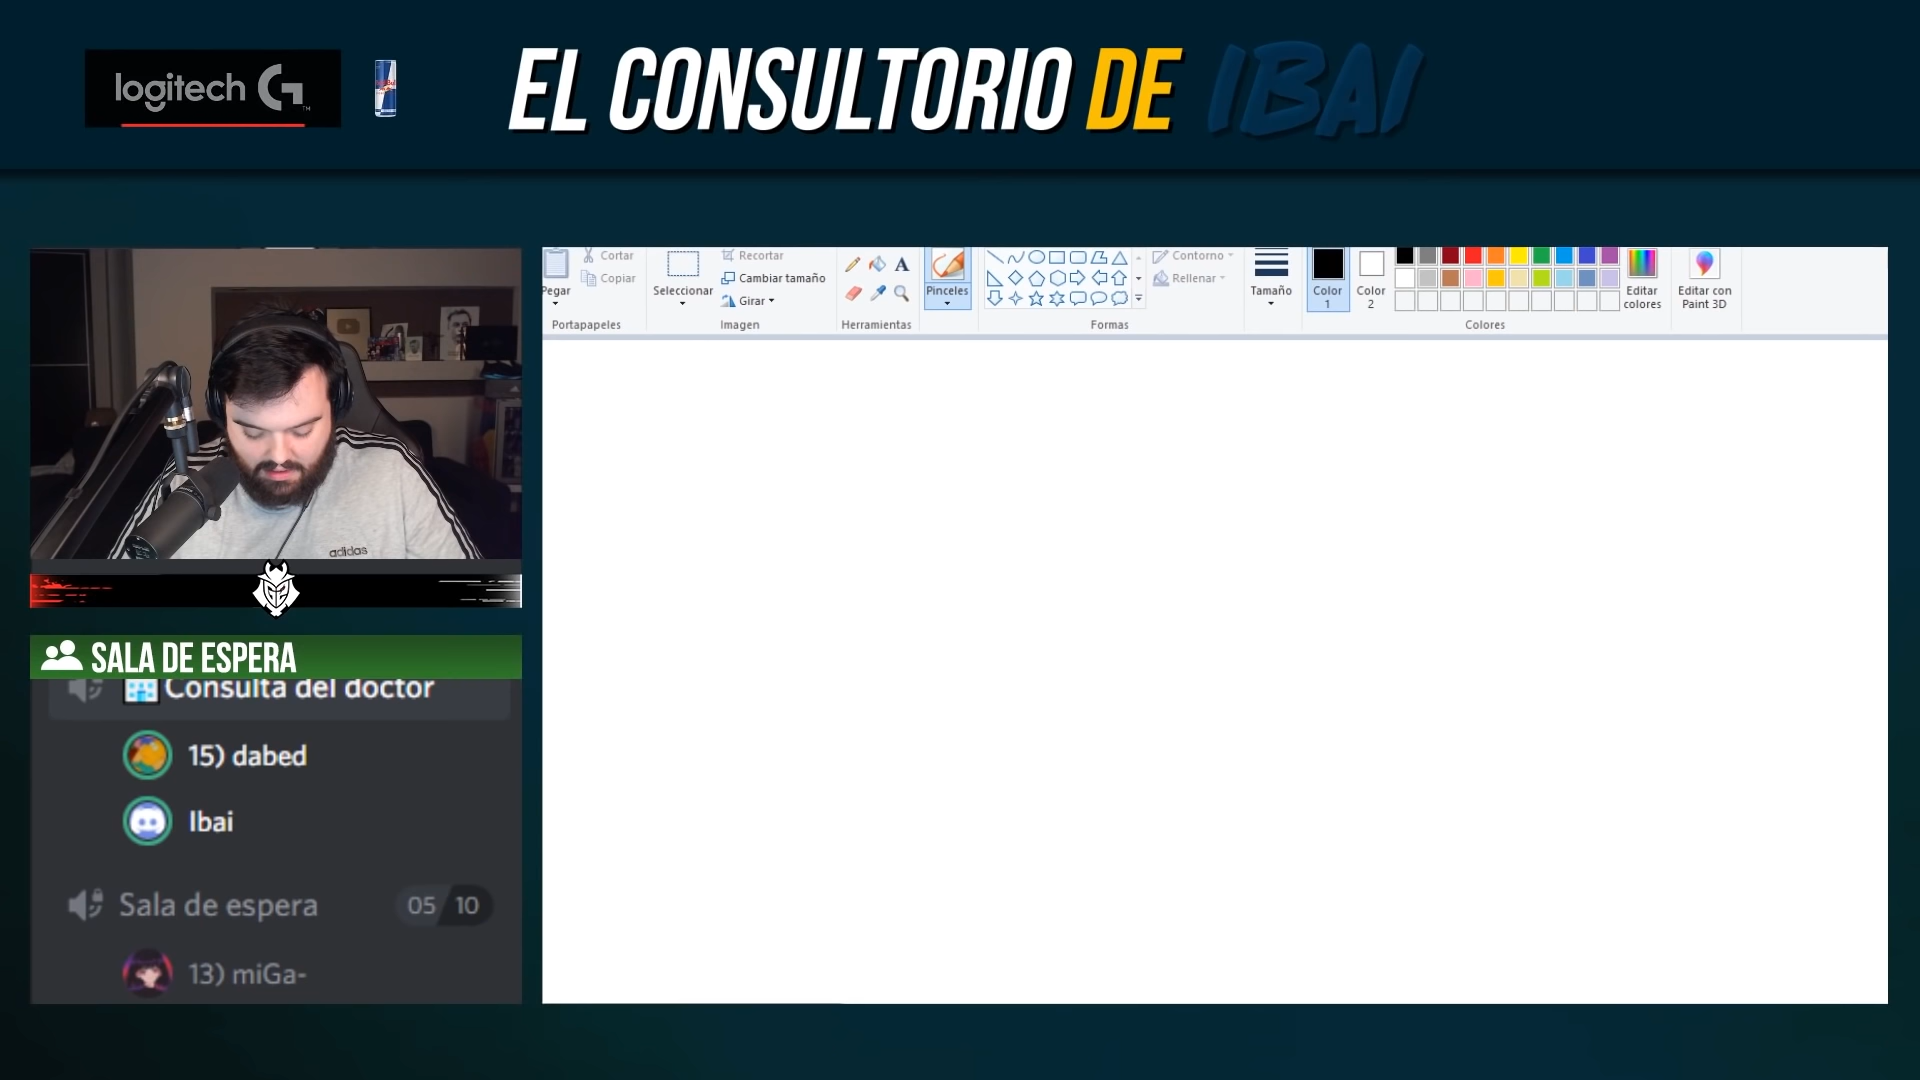 logitech G
EL CONSULTORIO DE IBAI
adidas
SALA DE ESPERA
Consulta del doctor
15) dabed
Ibai
Sala de espera 05 10
13) miGa-
Pegar
Cortar
Copiar
Portapapeles
Seleccionar
Recortar
Cambiar tamaño
Girar
Imagen
A
Herramientas
Pinceles
Formas
Contorno
Rellenar
Tamaño
Color 1
Color 2
Editar colores
Colores
Editar con Paint 3D